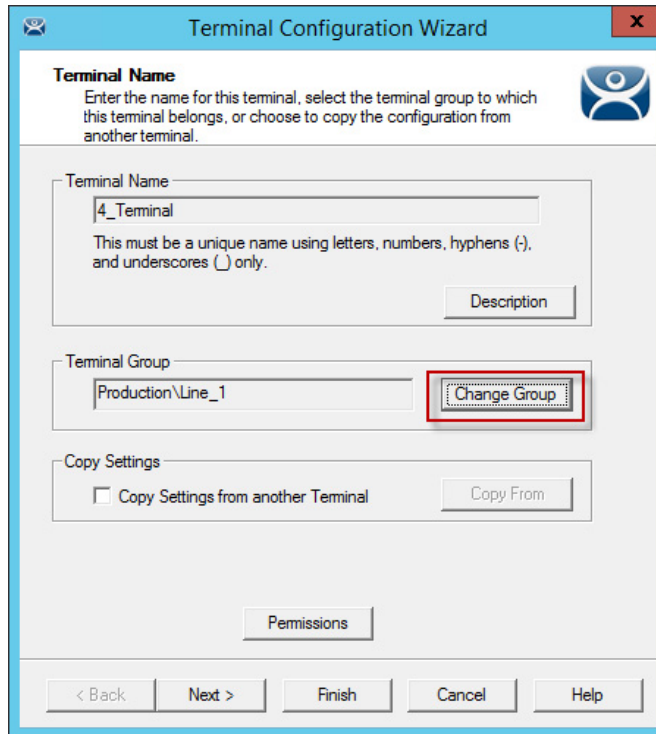 Terminal Configuration Wizard
x
Terminal Name
Enter the name for this terminal, select the terminal group to which
this terminal belongs, or choose to copy the configuration from
another terminal.
Terminal Name
4_Terminal
This must be a unique name using letters, numbers, hyphens (-),
and underscores (_) only.
Description
Terminal Group
Production\Line_1
Change Group
Copy Settings
Copy Settings from another Terminal
Copy From
Permissions
< Back Next > Finish Cancel Help